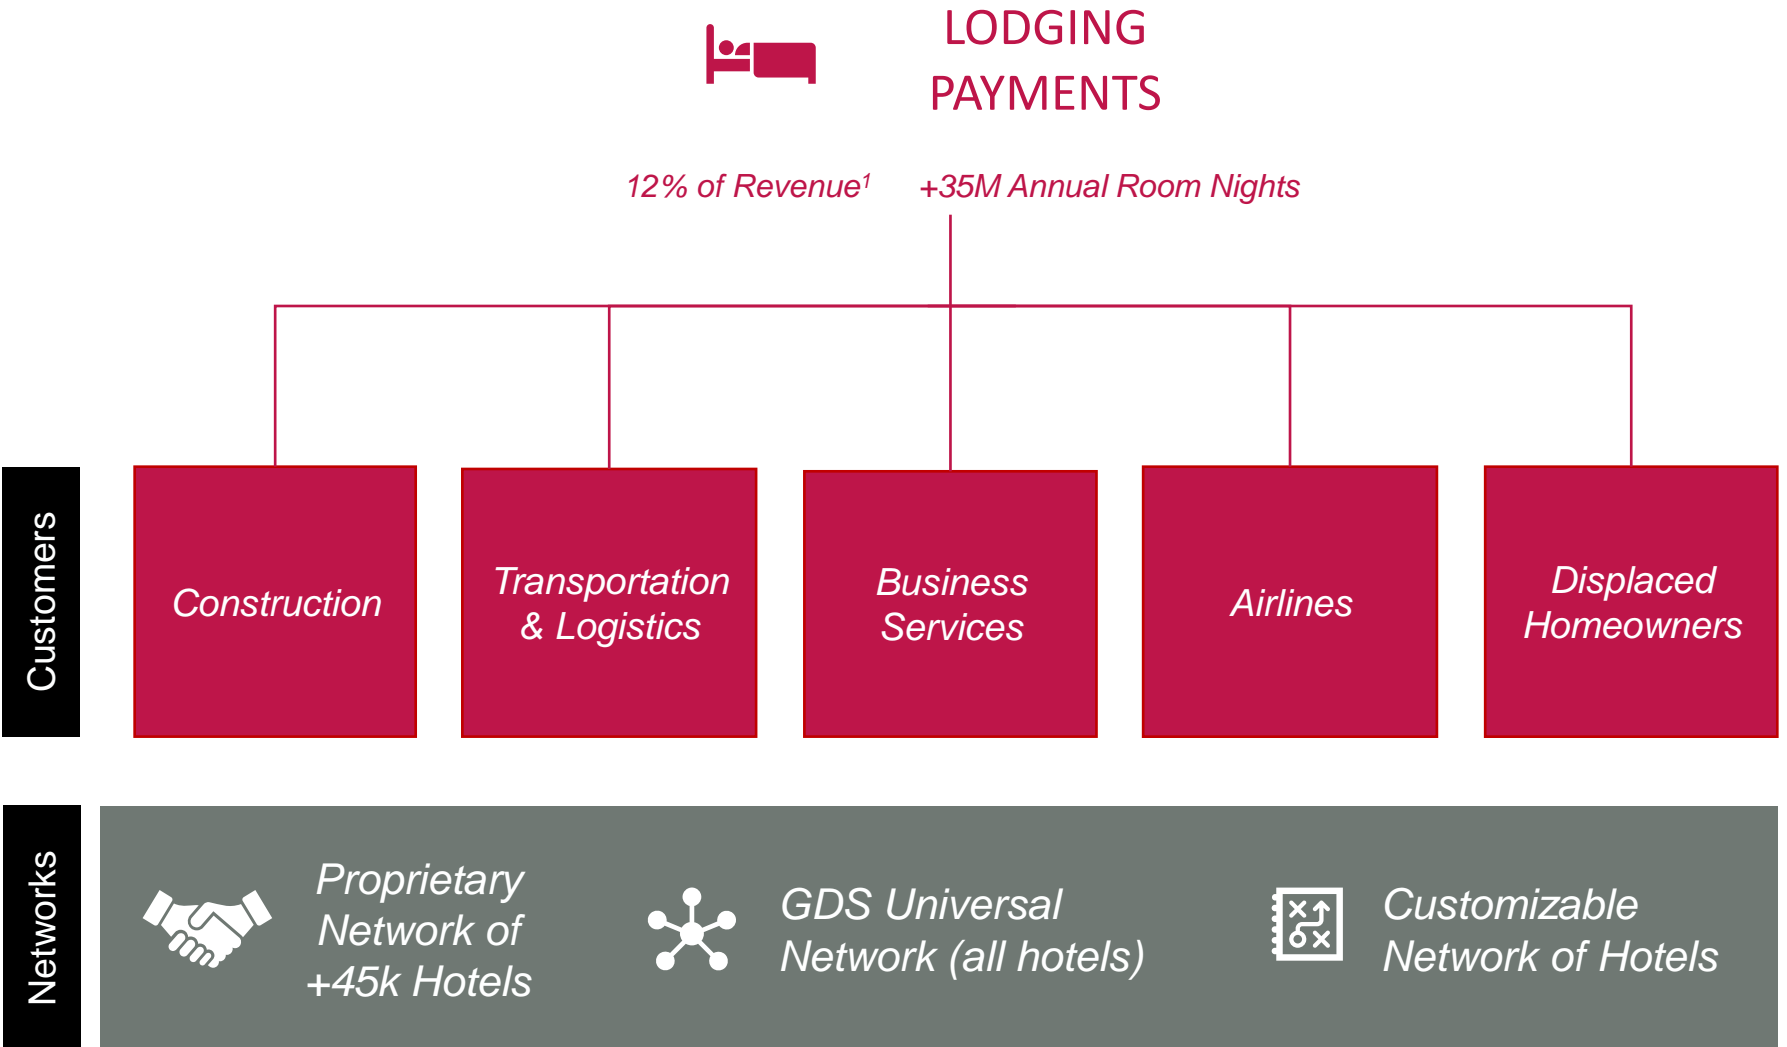 LODGING
PAYMENTS
12% of Revenue¹ +35M Annual Room Nights
Customers
Construction
Transportation
& Logistics
Business
Services
Airlines
Displaced
Homeowners
Networks
Proprietary
Network of
+45k Hotels
GDS Universal
Network (all hotels)
Customizable
Network of Hotels